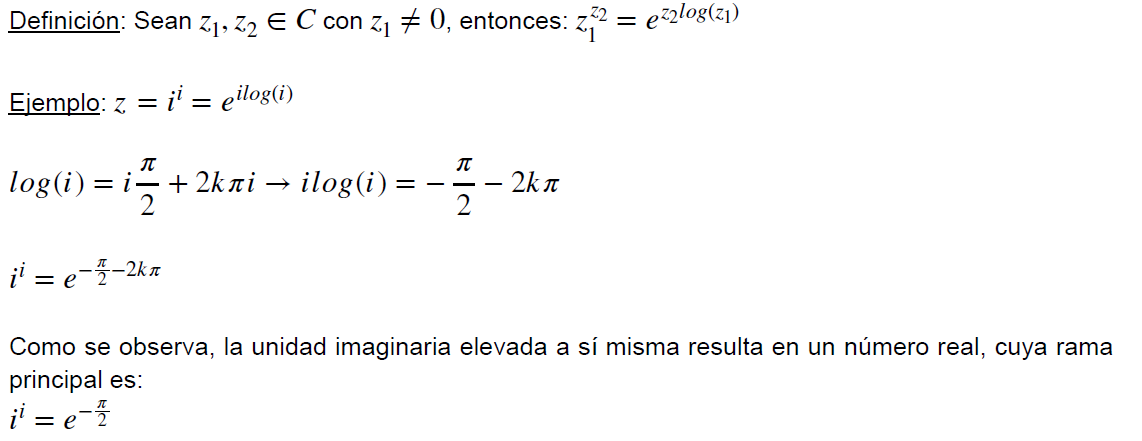 Definición: Sean z₁, z₂ ∈ C con z₁ ≠ 0, entonces: z₁^z₂ = e^(z₂log(z₁))
Ejemplo: z = i^i = e^(ilog(i))
log(i) = i π/2 + 2kπi → ilog(i) = − π/2 − 2kπ
i^i = e^(−π/2−2kπ)
Como se observa, la unidad imaginaria elevada a sí misma resulta en un número real, cuya rama
principal es:
i^i = e^(−π/2)